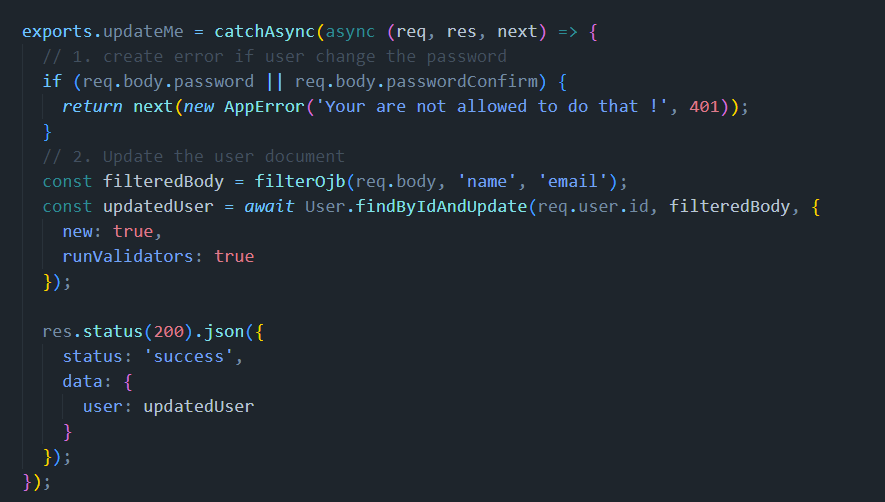 exports.updateMe = catchAsync(async (req, res, next) => {
  // 1. create error if user change the password
  if (req.body.password || req.body.passwordConfirm) {
    return next(new AppError('Your are not allowed to do that !', 401));
  }
  // 2. Update the user document
  const filteredBody = filterOjb(req.body, 'name', 'email');
  const updatedUser = await User.findByIdAndUpdate(req.user.id, filteredBody, {
    new: true,
    runValidators: true
  });

  res.status(200).json({
    status: 'success',
    data: {
      user: updatedUser
    }
  });
});